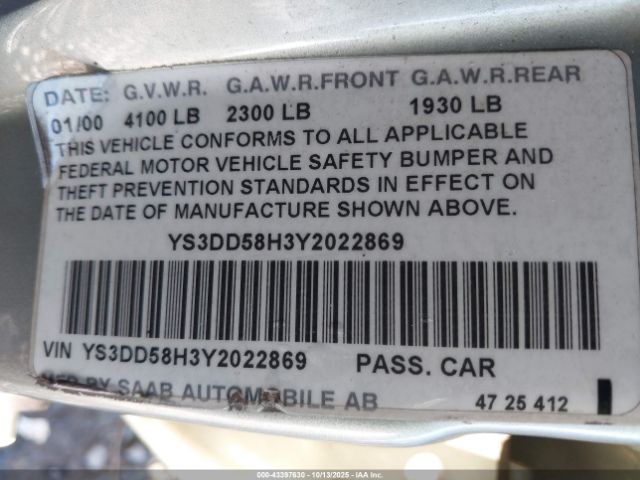 DATE: G.V.W.R. G.A.W.R.FRONT G.A.W.R.REAR
01/00 4100 LB 2300 LB 1930 LB
THIS VEHICLE CONFORMS TO ALL APPLICABLE
FEDERAL MOTOR VEHICLE SAFETY BUMPER AND
THEFT PREVENTION STANDARDS IN EFFECT ON
THE DATE OF MANUFACTURE SHOWN ABOVE.
YS3DD58H3Y2022869
VIN YS3DD58H3Y2022869 PASS. CAR
MFD BY SAAB AUTOMOBILE AB 47 25 412
000-43397630 | 10/13/2025 - IAA Inc.